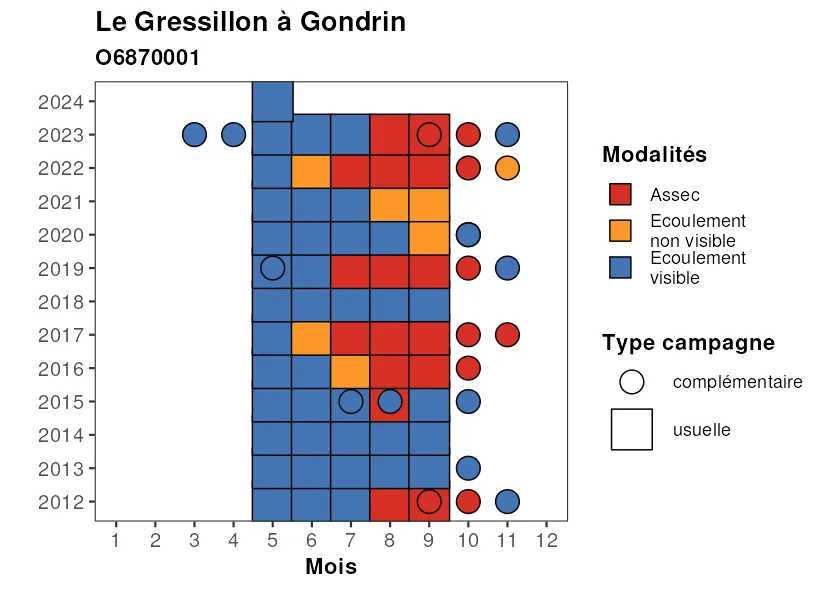 Le Gressillon à Gondrin
O6870001
2024
2023
2022
2021
2020
2019
2018
2017
2016
2015
2014
2013
2012
1 2 3 4 5 6 7 8 9 10 11 12
Mois
Modalités
Assec
Ecoulement
non visible
Ecoulement
visible
Type campagne
complémentaire
usuelle